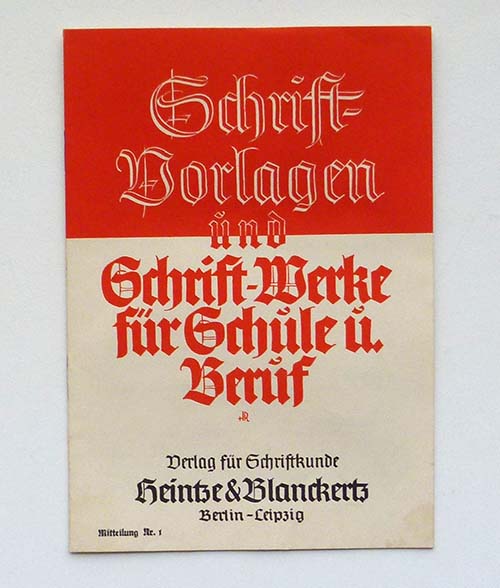 Schrift-
Vorlagen
und
Schrift-Werke
für Schule u.
Beruf
Verlag für Schriftkunde
Heintze & Blanckertz
Berlin-Leipzig
Mitteilung Nr. 1